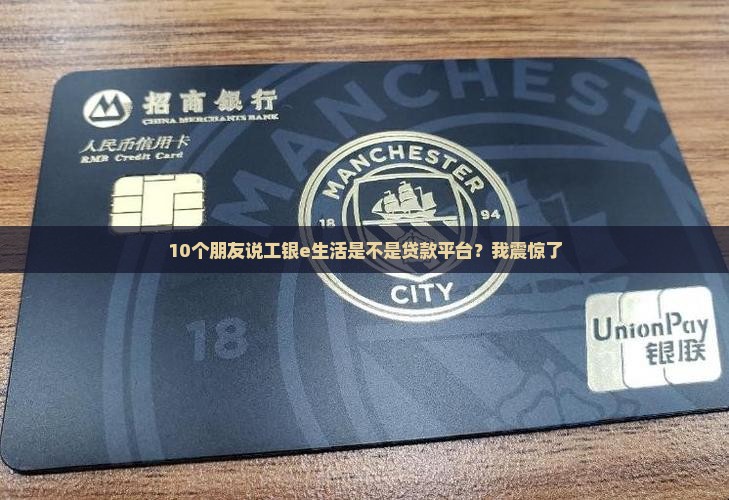 招商银行
CHINA MERCHANTS BANK
人民币信用卡
RMB Credit Card
MANCHESTER
MANCHESTER
18 94
10个朋友说工银e生活是不是贷款平台？我震惊了
CITY
18
UnionPay
银联